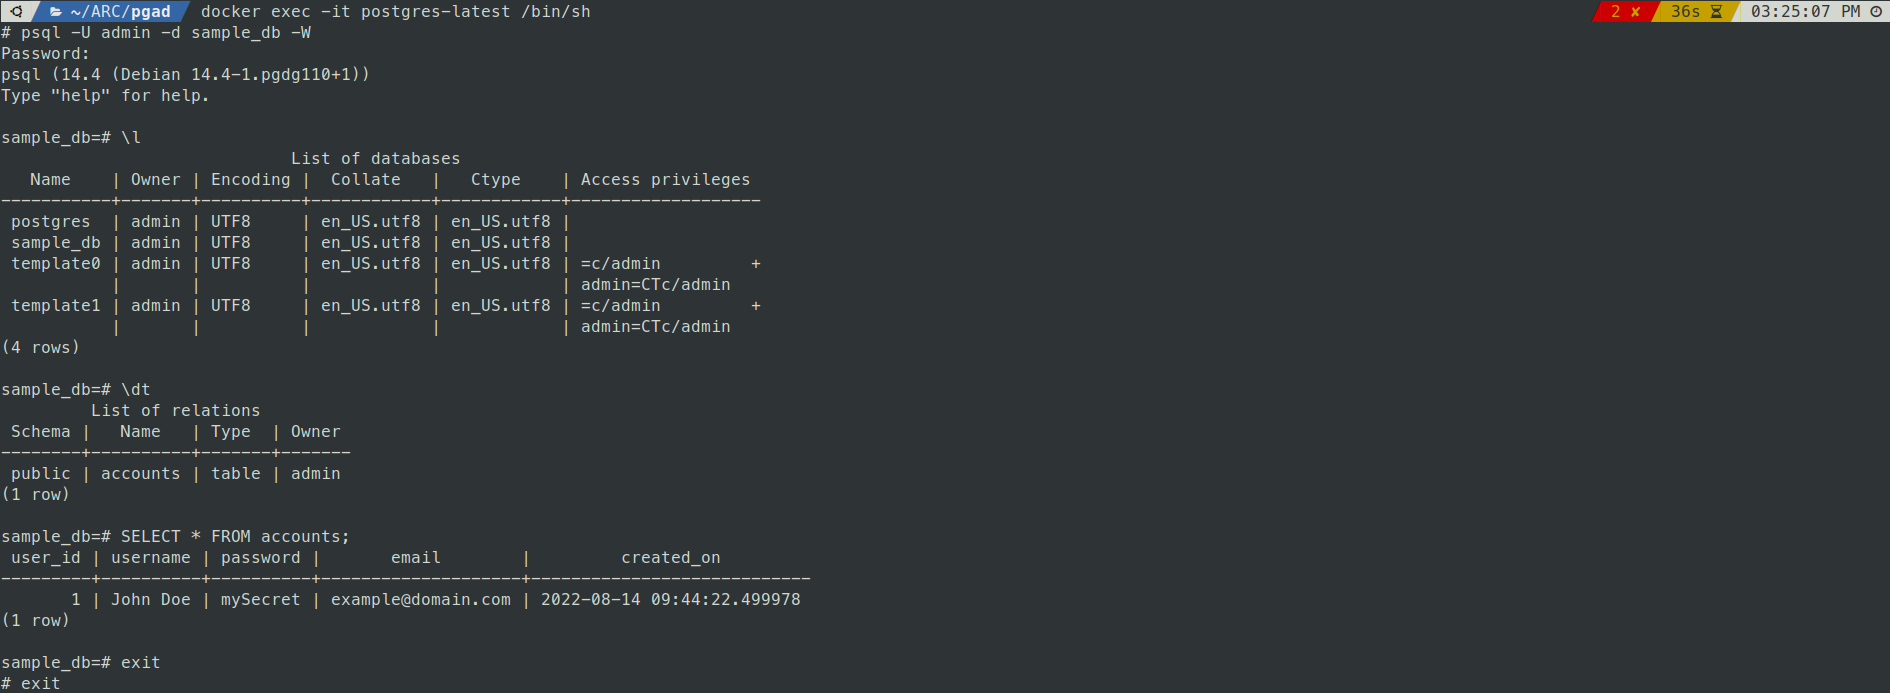 ~/ARC/pgad docker exec -it postgres-latest /bin/sh 2 ✘ 36s 03:25:07 PM
# psql -U admin -d sample_db -W
Password:
psql (14.4 (Debian 14.4-1.pgdg110+1))
Type "help" for help.
sample_db=# \l
List of databases
Name | Owner | Encoding | Collate | Ctype | Access privileges
-----------+-------+----------+------------+------------+-------------------
postgres | admin | UTF8 | en_US.utf8 | en_US.utf8 |
sample_db | admin | UTF8 | en_US.utf8 | en_US.utf8 |
template0 | admin | UTF8 | en_US.utf8 | en_US.utf8 | =c/admin +
| | | | | admin=CTc/admin
template1 | admin | UTF8 | en_US.utf8 | en_US.utf8 | =c/admin +
| | | | | admin=CTc/admin
(4 rows)
sample_db=# \dt
List of relations
Schema | Name | Type | Owner
--------+----------+-------+-------
public | accounts | table | admin
(1 row)
sample_db=# SELECT * FROM accounts;
user_id | username | password | email | created_on
---------+----------+----------+--------------------+----------------------------
1 | John Doe | mySecret | example@domain.com | 2022-08-14 09:44:22.499978
(1 row)
sample_db=# exit
# exit